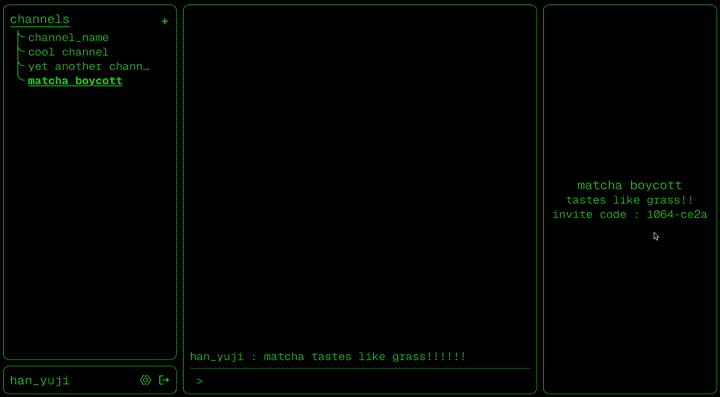 channels +
channel_name
cool channel
yet another chann…
matcha boycott
han_yuji
han_yuji : matcha tastes like grass!!!!!!
>
matcha boycott
tastes like grass!!
invite code : 1064-ce2a